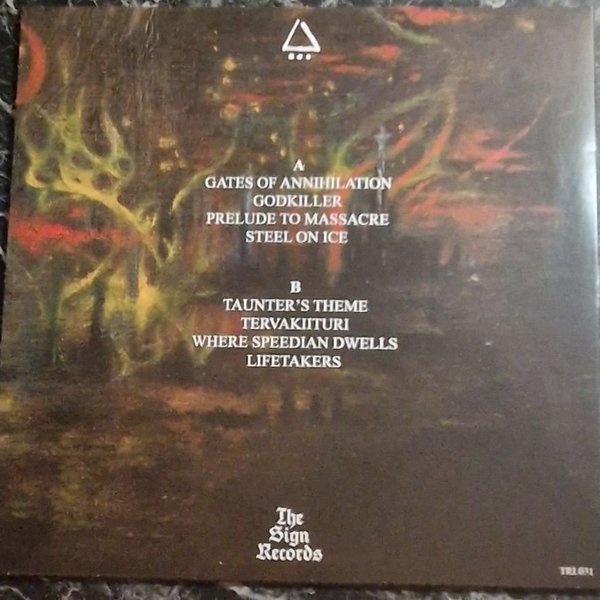 A
GATES OF ANNIHILATION
GODKILLER
PRELUDE TO MASSACRE
STEEL ON ICE
B
TAUNTER'S THEME
TERVAKIITURI
WHERE SPEEDIAN DWELLS
LIFETAKERS
The
Sign
Records